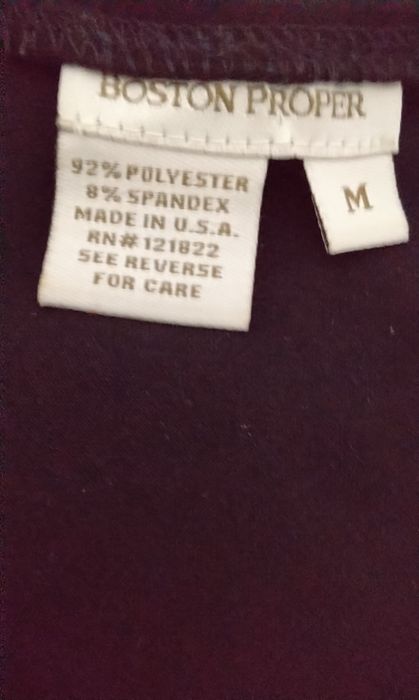 BOSTON PROPER
92% POLYESTER
8% SPANDEX
MADE IN U.S.A.
RN# 121822
SEE REVERSE
FOR CARE
M